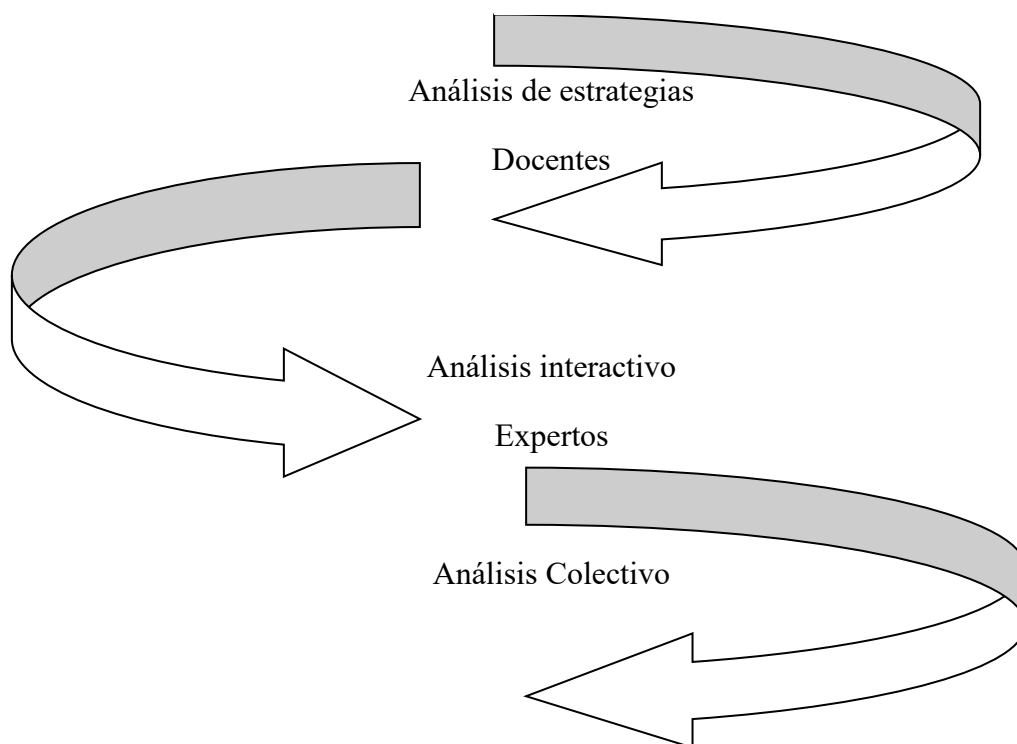 Análisis de estrategias
Docentes
Análisis interactivo
Expertos
Análisis Colectivo